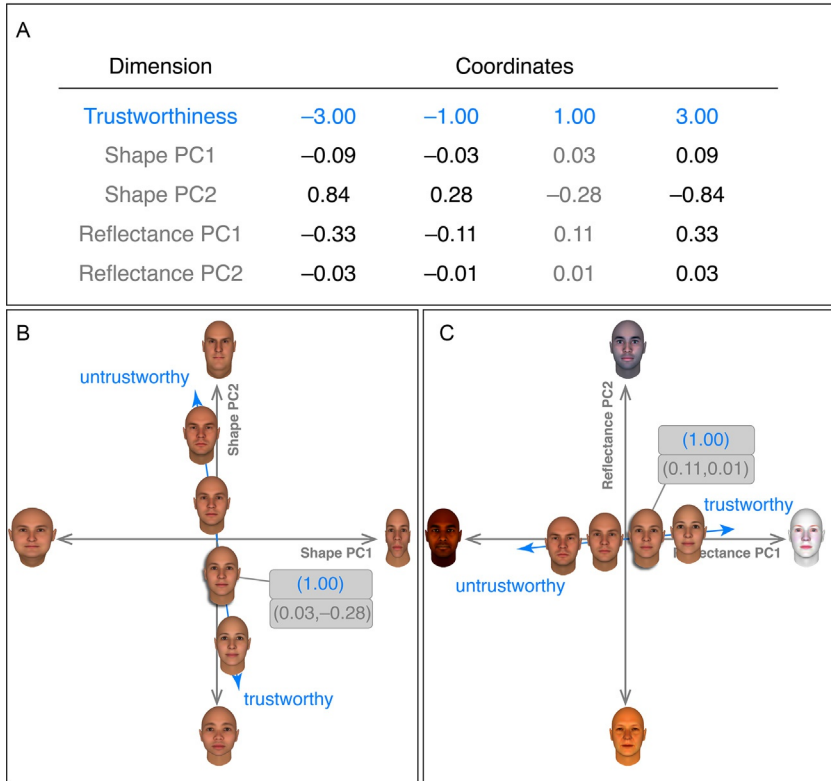 A
Dimension Coordinates
Trustworthiness –3.00 –1.00 1.00 3.00
Shape PC1 –0.09 –0.03 0.03 0.09
Shape PC2 0.84 0.28 –0.28 –0.84
Reflectance PC1 –0.33 –0.11 0.11 0.33
Reflectance PC2 –0.03 –0.01 0.01 0.03
B
untrustworthy
Shape PC2
Shape PC1
(1.00)
(0.03,–0.28)
trustworthy
C
Reflectance PC2
(1.00)
(0.11,0.01)
trustworthy
Reflectance PC1
untrustworthy